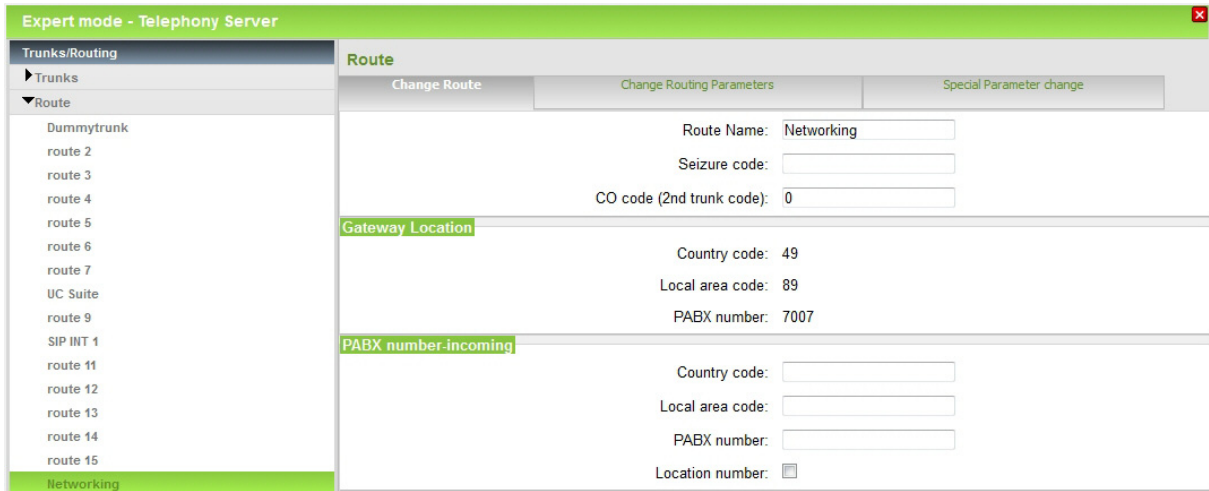 Expert mode - Telephony Server
Trunks/Routing
Trunks
Route
Dummytrunk
route 2
route 3
route 4
route 5
route 6
route 7
UC Suite
route 9
SIP INT 1
route 11
route 12
route 13
route 14
route 15
Networking
Route
Change Route Change Routing Parameters Special Parameter change
Route Name: Networking
Seizure code:
CO code (2nd trunk code): 0
Gateway Location
Country code: 49
Local area code: 89
PABX number: 7007
PABX number-incoming
Country code:
Local area code:
PABX number:
Location number: